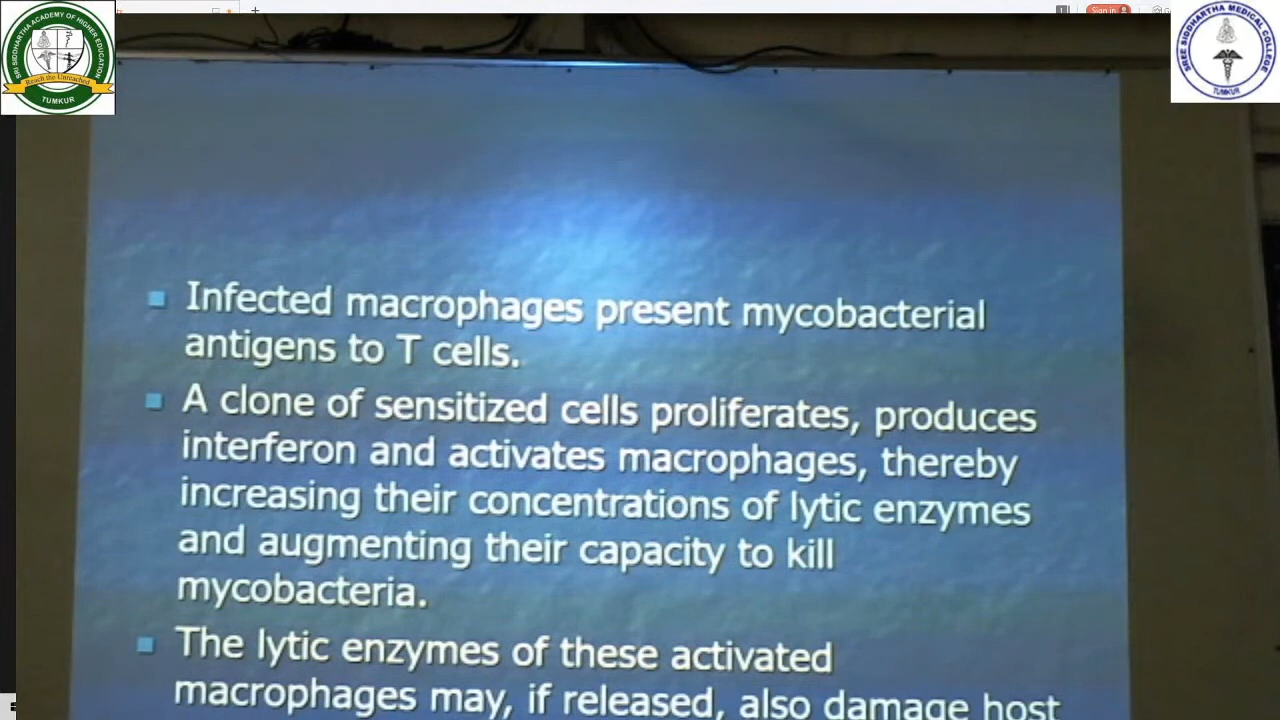 SRI SIDDHARTHA ACADEMY OF HIGHER EDUCATION
Reach the Unreached
TUMKUR
Sign in
SREE SIDDHARTHA MEDICAL COLLEGE
TUMKUR
Infected macrophages present mycobacterial
antigens to T cells.
A clone of sensitized cells proliferates, produces
interferon and activates macrophages, thereby
increasing their concentrations of lytic enzymes
and augmenting their capacity to kill
mycobacteria.
The lytic enzymes of these activated
macrophages may, if released, also damage host